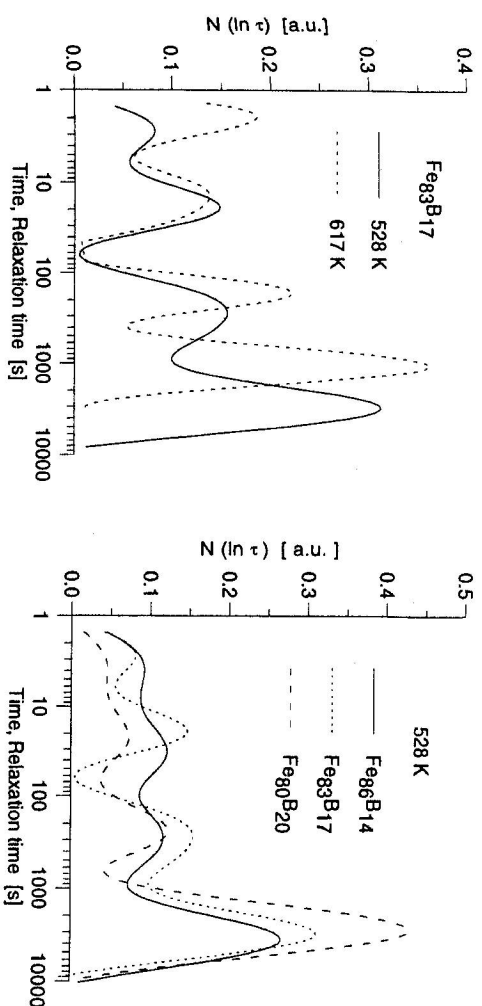 N (ln τ) [a.u.]
0.4
0.3
0.2
0.1
0.0
Fe83B17
528 K
617 K
1
10
100
1000
10000
Time, Relaxation time [s]
N (ln τ) [ a.u. ]
0.5
0.4
0.3
0.2
0.1
0.0
528 K
Fe86B14
Fe83B17
Fe80B20
1
10
100
1000
10000
Time, Relaxation time [s]